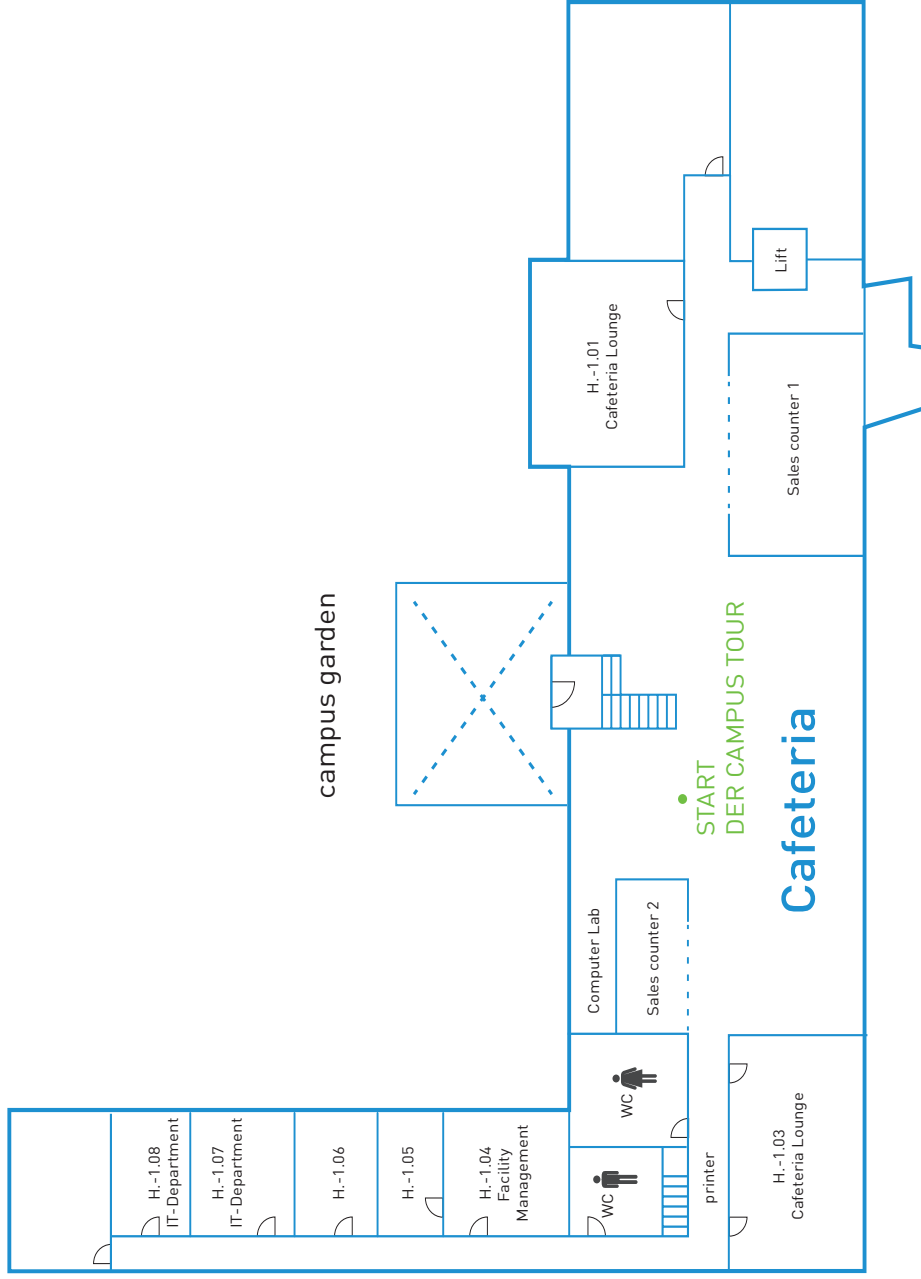 H.-1.08
IT-Department
H.-1.07
IT-Department
campus garden
H.-1.06
H.-1.05
H.-1.04
Facility
Management
H.-1.01
Cafeteria Lounge
Computer Lab
WC
WC
Sales counter 2
START
DER CAMPUS TOUR
printer
H.-1.03
Cafeteria Lounge
Cafeteria
Sales counter 1
Lift